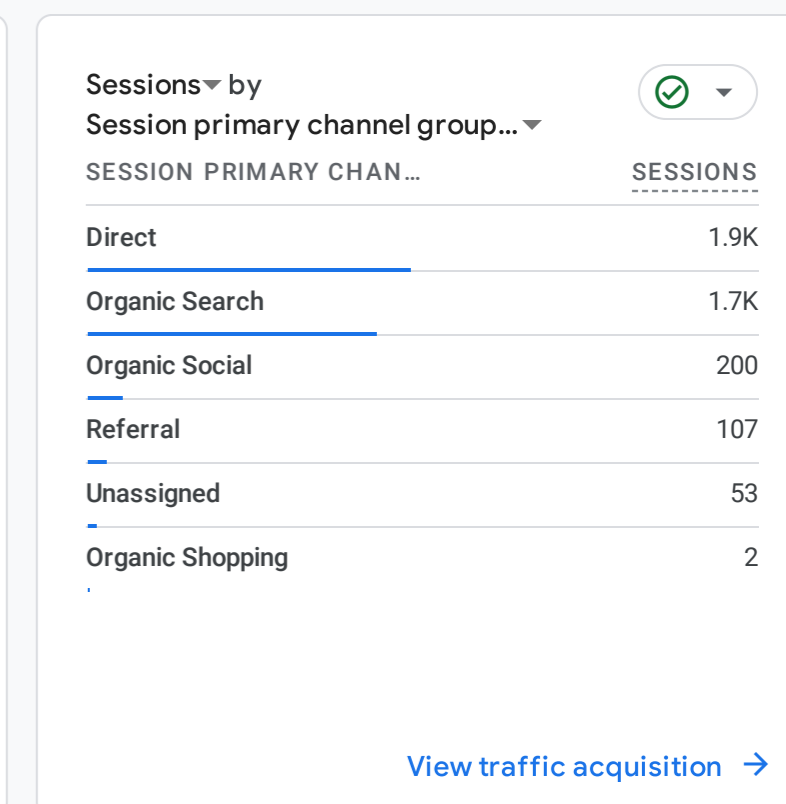 Sessions by
Session primary channel group...
SESSION PRIMARY CHAN... SESSIONS
Direct 1.9K
Organic Search 1.7K
Organic Social 200
Referral 107
Unassigned 53
Organic Shopping 2
View traffic acquisition